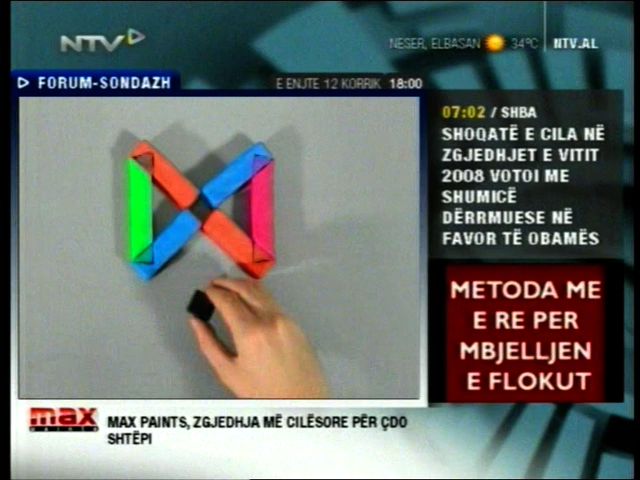 NTV
NESER, ELBASAN 34°C NTV.AL
FORUM-SONDAZH
E ENJTE 12 KORRIK 18:00
07:02 / SHBA
SHOQATË E CILA NË
ZGJEDHJET E VITIT
2008 VOTOI ME
SHUMICË
DËRRMUESE NË
FAVOR TË OBAMËS
METODA ME
E RE PER
MBJELLJEN
E FLOKUT
max
MAX PAINTS, ZGJEDHJA MË CILËSORE PËR ÇDO
SHTËPI